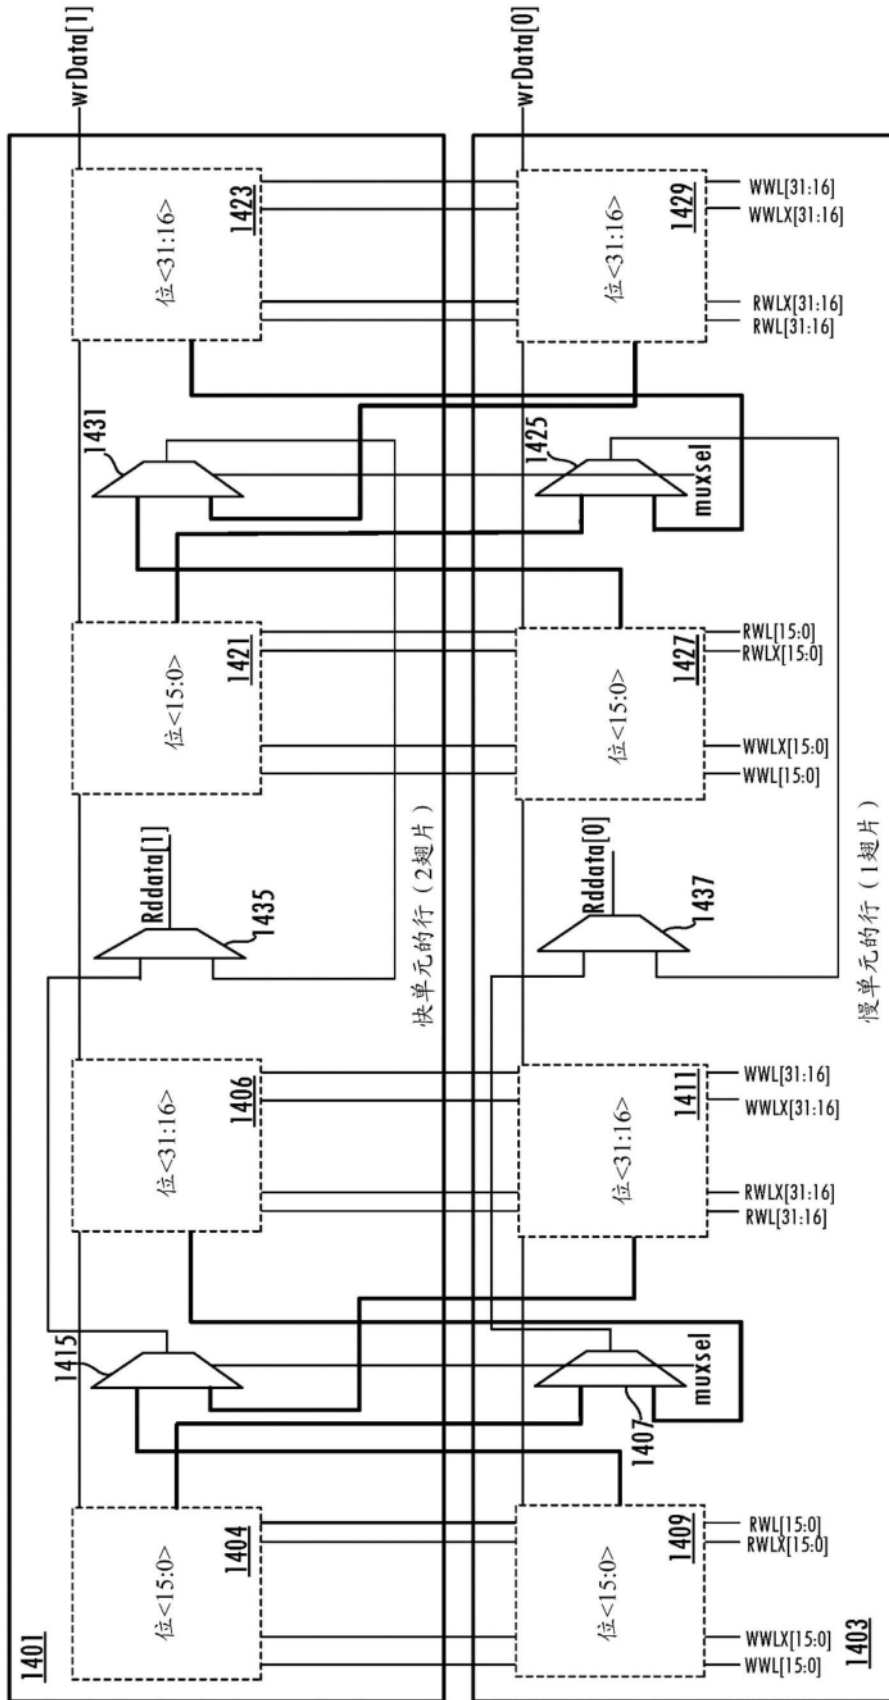 1401
位<15:0>
1404
1415
位<31:16>
1406
Rddata[1]
1435
快单元的行（2翅片）
位<15:0>
1421
1431
位<31:16>
1423
wrData[1]
位<15:0>
1409
WWL[15:0]
WWLX[15:0]
RWLX[15:0]
RWL[15:0]
1403
1407
muxsel
位<31:16>
1411
RWL[31:16]
RWLX[31:16]
WWLX[31:16]
WWL[31:16]
Rddata[0]
1437
慢单元的行（1翅片）
位<15:0>
1427
WWL[15:0]
WWLX[15:0]
RWLX[15:0]
RWL[15:0]
1425
muxsel
位<31:16>
1429
RWL[31:16]
RWLX[31:16]
WWLX[31:16]
WWL[31:16]
wrData[0]